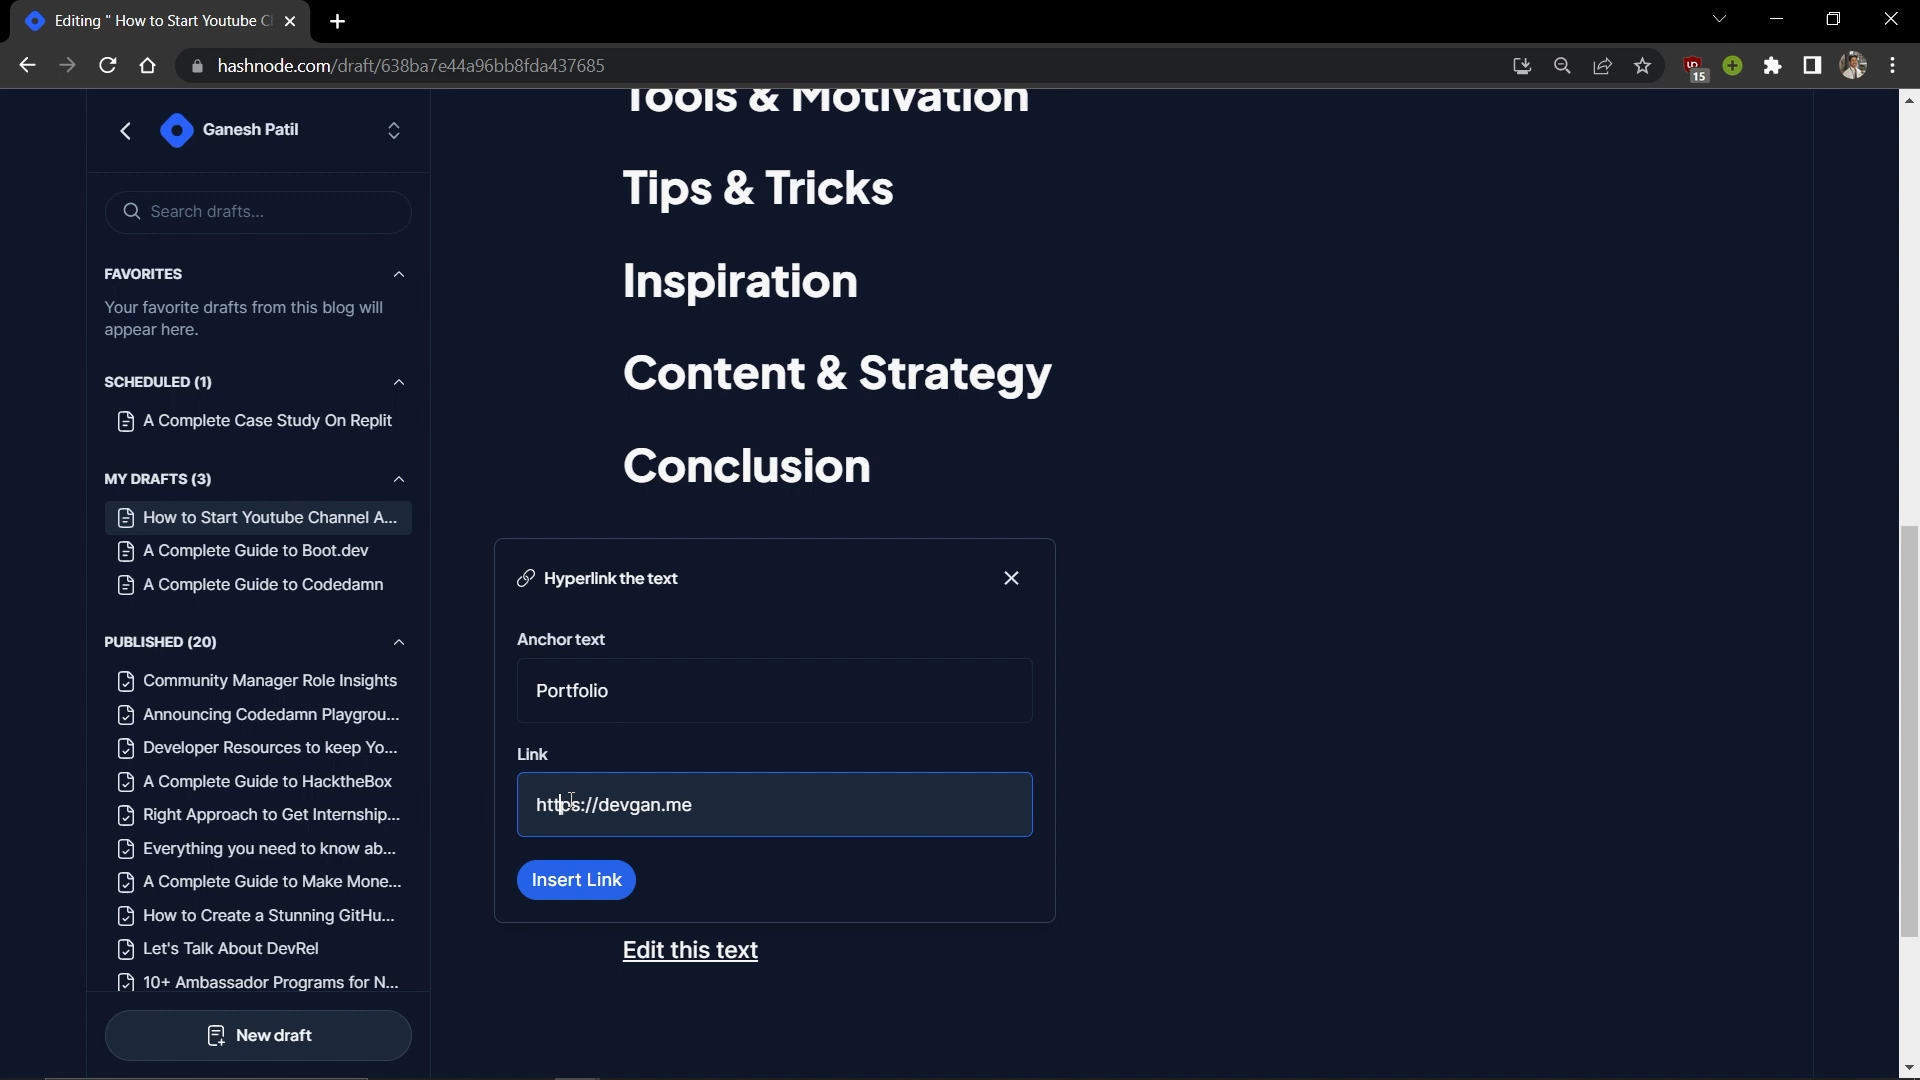 Editing " How to Start Youtube C
hashnode.com/draft/638ba7e44a96bb8fda437685
15
Ganesh Patil
Search drafts...
FAVORITES
Your favorite drafts from this blog will
appear here.
SCHEDULED (1)
A Complete Case Study On Replit
MY DRAFTS (3)
How to Start Youtube Channel A...
A Complete Guide to Boot.dev
A Complete Guide to Codedamn
PUBLISHED (20)
Community Manager Role Insights
Announcing Codedamn Playgrou...
Developer Resources to keep Yo...
A Complete Guide to HacktheBox
Right Approach to Get Internship...
Everything you need to know ab...
A Complete Guide to Make Mone...
How to Create a Stunning GitHu...
Let's Talk About DevRel
10+ Ambassador Programs for N...
New draft
Tools & Motivation
Tips & Tricks
Inspiration
Content & Strategy
Conclusion
Hyperlink the text
Anchor text
Portfolio
Link
https://devgan.me
Insert Link
Edit this text